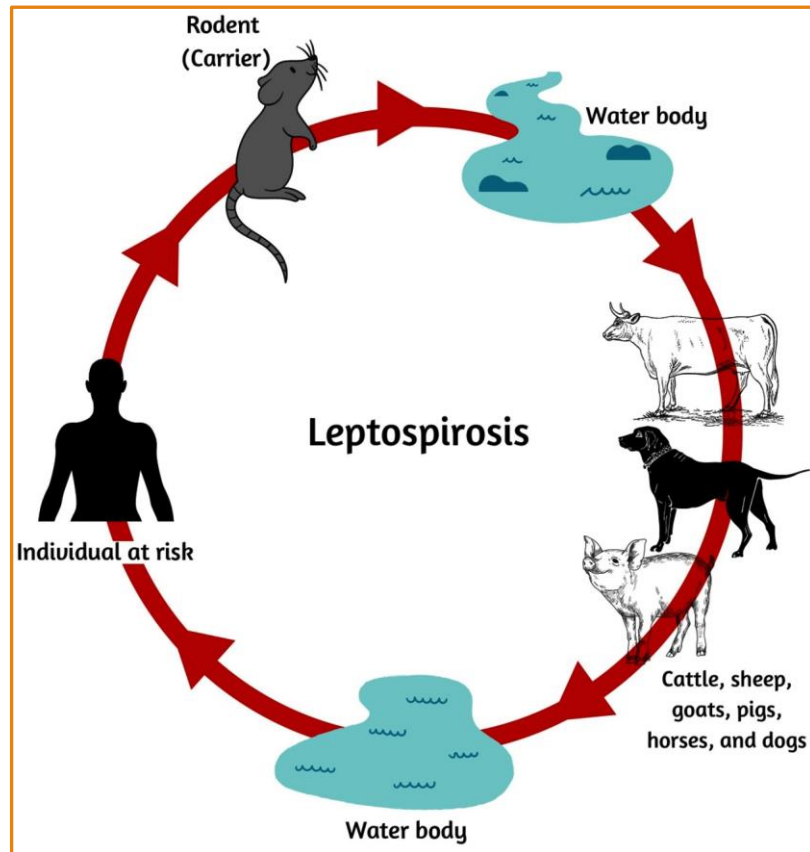 Rodent
(Carrier)
Water body
Leptospirosis
Individual at risk
Cattle, sheep,
goats, pigs,
horses, and dogs
Water body